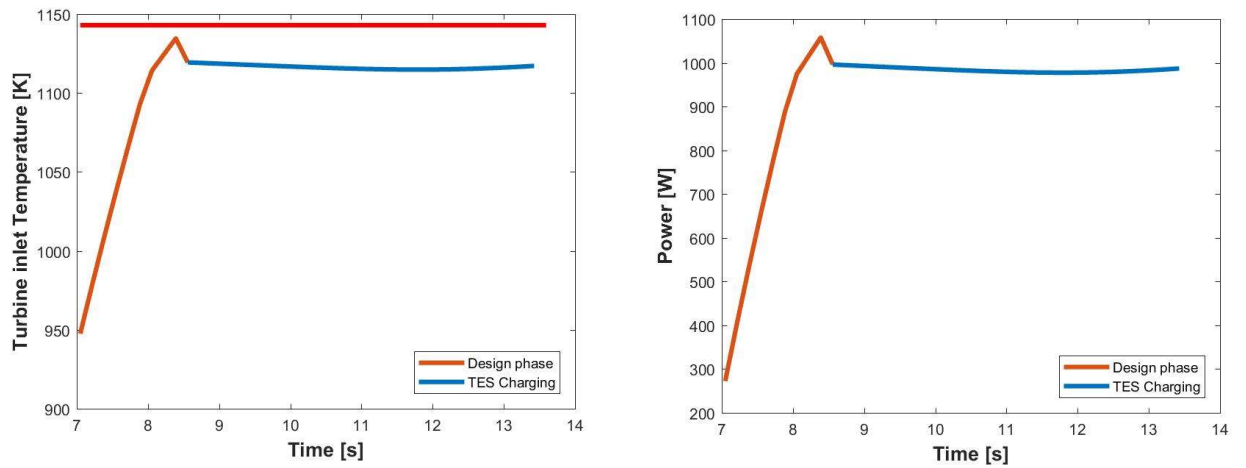 Turbine inlet Temperature [K]
1150
1100
1050
1000
950
900
7 8 9 10 11 12 13 14
Time [s]
Design phase
TES Charging
Power [W]
1100
1000
900
800
700
600
500
400
300
200
7 8 9 10 11 12 13 14
Time [s]
Design phase
TES Charging